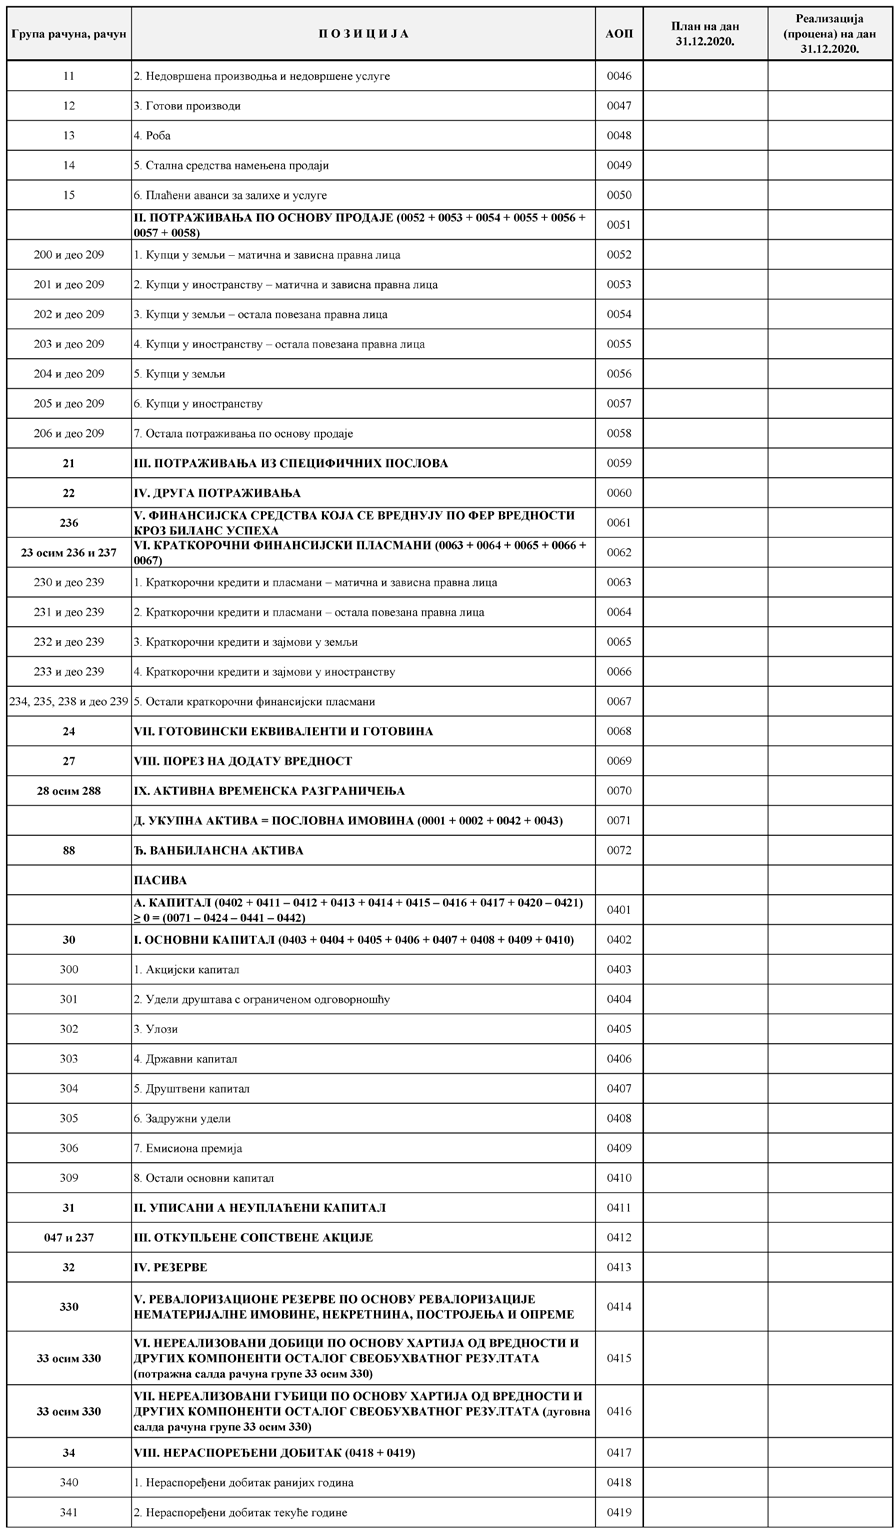 Група рачуна, рачун П О З И Ц И Ј А АОП План на дан 31.12.2020. Реализација (процена) на дан 31.12.2020.
11 2. Недовршена производња и недовршене услуге 0046
12 3. Готови производи 0047
13 4. Роба 0048
14 5. Стална средства намењена продаји 0049
15 6. Плаћени аванси за залихе и услуге 0050
II. ПОТРАЖИВАЊА ПО ОСНОВУ ПРОДАЈЕ (0052 + 0053 + 0054 + 0055 + 0056 +
0057 + 0058) 0051
200 и део 209 1. Купци у земљи – матична и зависна правна лица 0052
201 и део 209 2. Купци у иностранству – матична и зависна правна лица 0053
202 и део 209 3. Купци у земљи – остала повезана правна лица 0054
203 и део 209 4. Купци у иностранству – остала повезана правна лица 0055
204 и део 209 5. Купци у земљи 0056
205 и део 209 6. Купци у иностранству 0057
206 и део 209 7. Остала потраживања по основу продаје 0058
21 III. ПОТРАЖИВАЊА ИЗ СПЕЦИФИЧНИХ ПОСЛОВА 0059
22 IV. ДРУГА ПОТРАЖИВАЊА 0060
236 V. ФИНАНСИЈСКА СРЕДСТВА КОЈА СЕ ВРЕДНУЈУ ПО ФЕР ВРЕДНОСТИ
КРОЗ БИЛАНС УСПЕХА 0061
23 осим 236 и 237 VI. КРАТКОРОЧНИ ФИНАНСИЈСКИ ПЛАСМАНИ (0063 + 0064 + 0065 + 0066 +
0067) 0062
230 и део 239 1. Краткорочни кредити и пласмани – матична и зависна правна лица 0063
231 и део 239 2. Краткорочни кредити и пласмани – остала повезана правна лица 0064
232 и део 239 3. Краткорочни кредити и зајмови у земљи 0065
233 и део 239 4. Краткорочни кредити и зајмови у иностранству 0066
234, 235, 238 и део 239 5. Остали краткорочни финансијски пласмани 0067
24 VII. ГОТОВИНСКИ ЕКВИВАЛЕНТИ И ГОТОВИНА 0068
27 VIII. ПОРЕЗ НА ДОДАТУ ВРЕДНОСТ 0069
28 осим 288 IX. АКТИВНА ВРЕМЕНСКА РАЗГРАНИЧЕЊА 0070
Д. УКУПНА АКТИВА = ПОСЛОВНА ИМОВИНА (0001 + 0002 + 0042 + 0043) 0071
88 Ђ. ВАНБИЛАНСНА АКТИВА 0072
ПАСИВА
А. КАПИТАЛ (0402 + 0411 – 0412 + 0413 + 0414 + 0415 – 0416 + 0417 + 0420 – 0421)
≥ 0 = (0071 – 0424 – 0441 – 0442) 0401
30 I. ОСНОВНИ КАПИТАЛ (0403 + 0404 + 0405 + 0406 + 0407 + 0408 + 0409 + 0410) 0402
300 1. Акцијски капитал 0403
301 2. Удели друштава с ограниченом одговорношћу 0404
302 3. Улози 0405
303 4. Државни капитал 0406
304 5. Друштвени капитал 0407
305 6. Задружни удели 0408
306 7. Емисиона премија 0409
309 8. Остали основни капитал 0410
31 II. УПИСАНИ А НЕУПЛАЋЕНИ КАПИТАЛ 0411
047 и 237 III. ОТКУПЉЕНЕ СОПСТВЕНЕ АКЦИЈЕ 0412
32 IV. РЕЗЕРВЕ 0413
330 V. РЕВАЛОРИЗАЦИОНЕ РЕЗЕРВЕ ПО ОСНОВУ РЕВАЛОРИЗАЦИЈЕ
НЕМАТЕРИЈАЛНЕ ИМОВИНЕ, НЕКРЕТНИНА, ПОСТРОЈЕЊА И ОПРЕМЕ 0414
33 осим 330 VI. НЕРЕАЛИЗОВАНИ ДОБИЦИ ПО ОСНОВУ ХАРТИЈА ОД ВРЕДНОСТИ И
ДРУГИХ КОМПОНЕНТИ ОСТАЛОГ СВЕОБУХВАТНОГ РЕЗУЛТАТА
(потражна салда рачуна групе 33 осим 330) 0415
33 осим 330 VII. НЕРЕАЛИЗОВАНИ ГУБИЦИ ПО ОСНОВУ ХАРТИЈА ОД ВРЕДНОСТИ И
ДРУГИХ КОМПОНЕНТИ ОСТАЛОГ СВЕОБУХВАТНОГ РЕЗУЛТАТА (дуговна
салда рачуна групе 33 осим 330) 0416
34 VIII. НЕРАСПОРЕЂЕНИ ДОБИТАК (0418 + 0419) 0417
340 1. Нераспоређени добитак ранијих година 0418
341 2. Нераспоређени добитак текуће године 0419